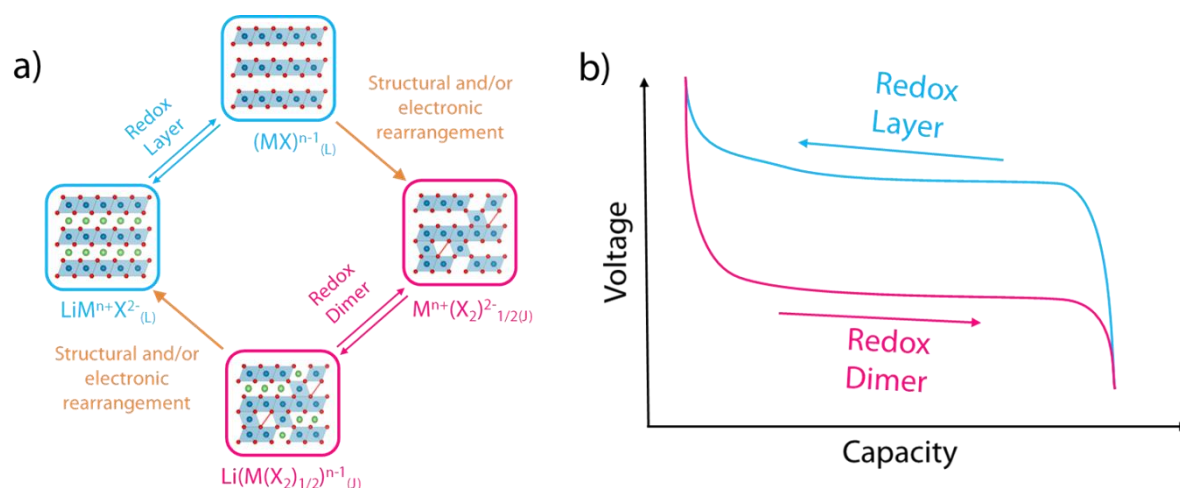 a)
(MX)ⁿ⁻¹₍L₎
Redox
Layer
Structural and/or
electronic
rearrangement
LiMⁿ⁺X²⁻₍L₎
Mⁿ⁺(X₂)²⁻₁/₂₍J₎
Redox
Dimer
Structural and/or
electronic
rearrangement
Li(M(X₂)₁/₂)ⁿ⁻¹₍J₎
b)
Redox
Layer
Voltage
Redox
Dimer
Capacity